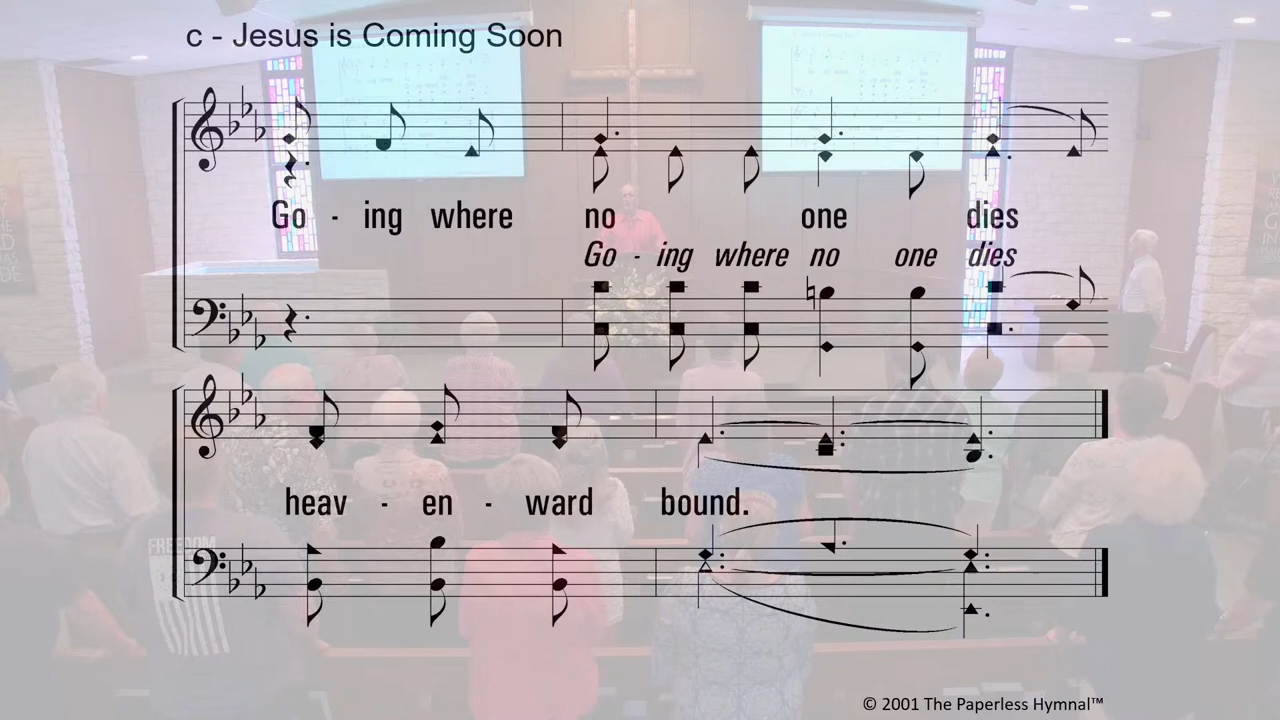 c - Jesus is Coming Soon
Go - ing where no one dies
Go - ing where no one dies
heav - en - ward bound.
FREEDOM
© 2001 The Paperless Hymnal™